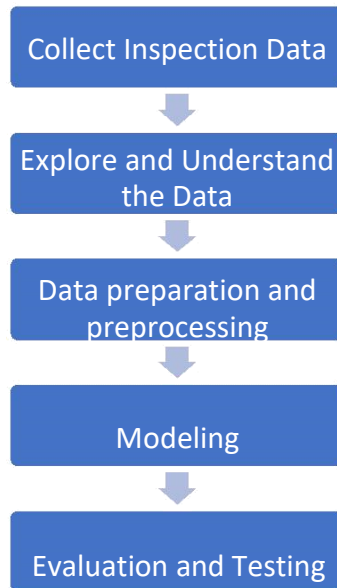 Collect Inspection Data
Explore and Understand
the Data
Data preparation and
preprocessing
Modeling
Evaluation and Testing